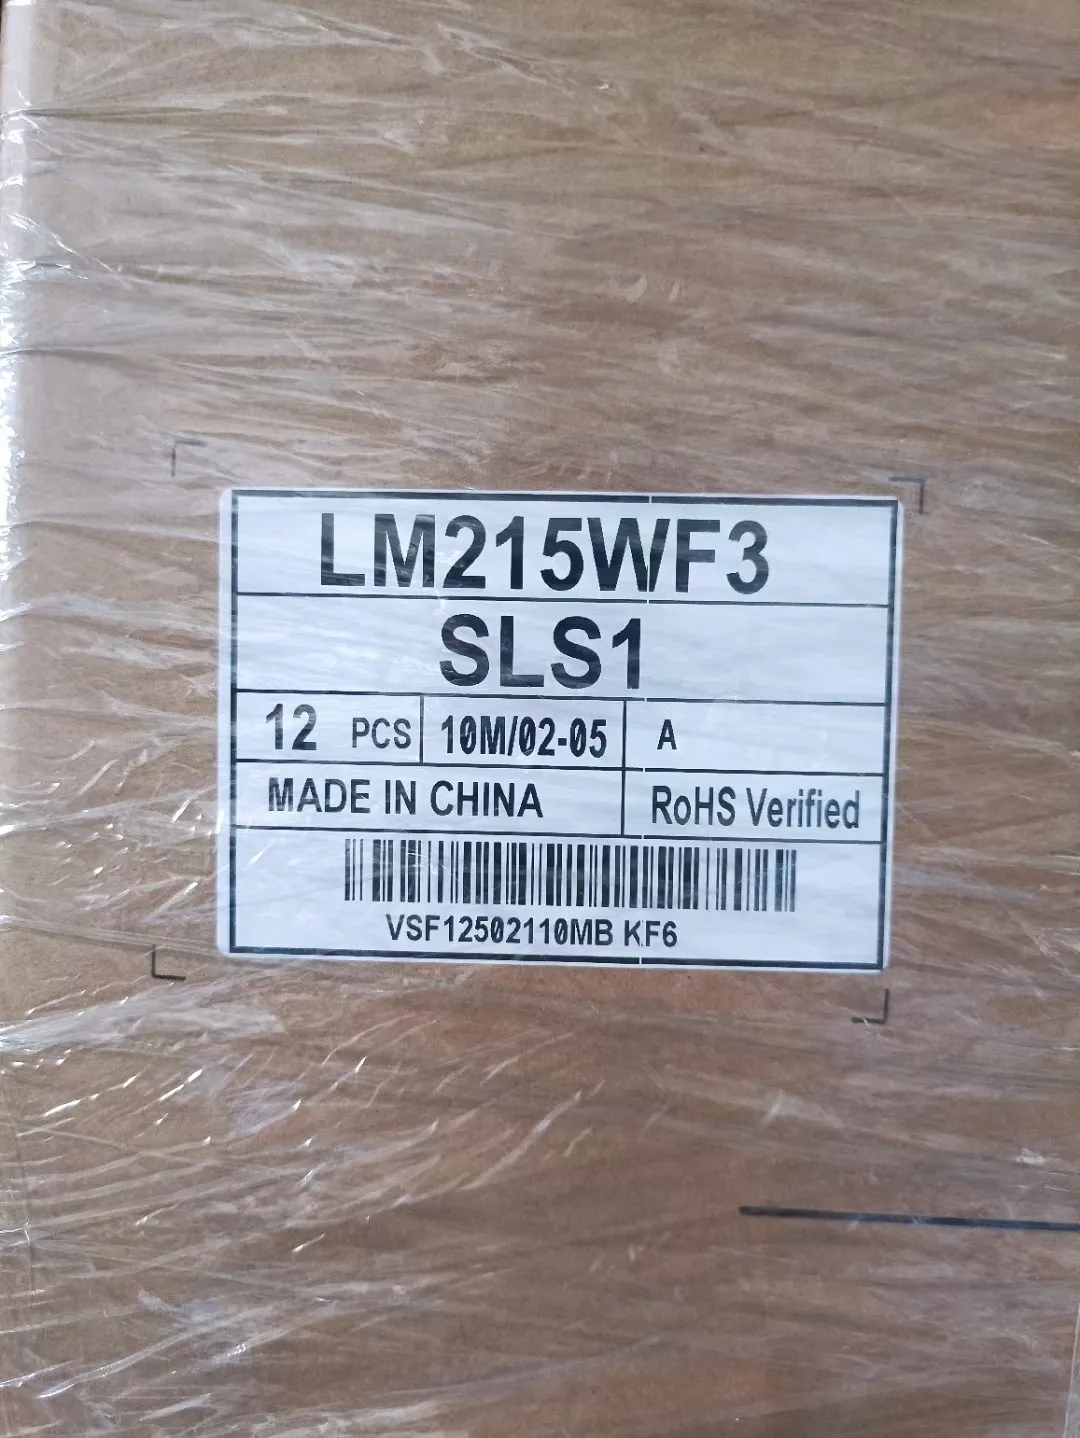 LM215WF3
SLS1
12 PCS 10M/02-05 A
MADE IN CHINA RoHS Verified
VSF12502110MB KF6